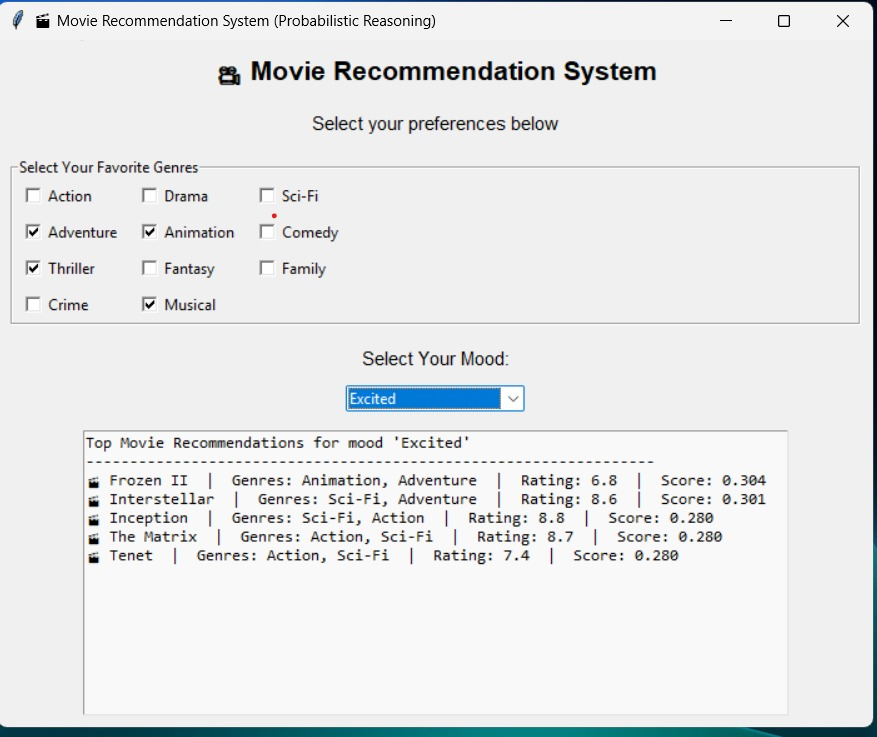 Movie Recommendation System (Probabilistic Reasoning)
Movie Recommendation System
Select your preferences below
Select Your Favorite Genres
Action Drama Sci-Fi
Adventure Animation Comedy
Thriller Fantasy Family
Crime Musical
Select Your Mood:
Excited
Top Movie Recommendations for mood 'Excited'
-----------------------------------------------------------------
Frozen II | Genres: Animation, Adventure | Rating: 6.8 | Score: 0.304
Interstellar | Genres: Sci-Fi, Adventure | Rating: 8.6 | Score: 0.301
Inception | Genres: Sci-Fi, Action | Rating: 8.8 | Score: 0.280
The Matrix | Genres: Action, Sci-Fi | Rating: 8.7 | Score: 0.280
Tenet | Genres: Action, Sci-Fi | Rating: 7.4 | Score: 0.280